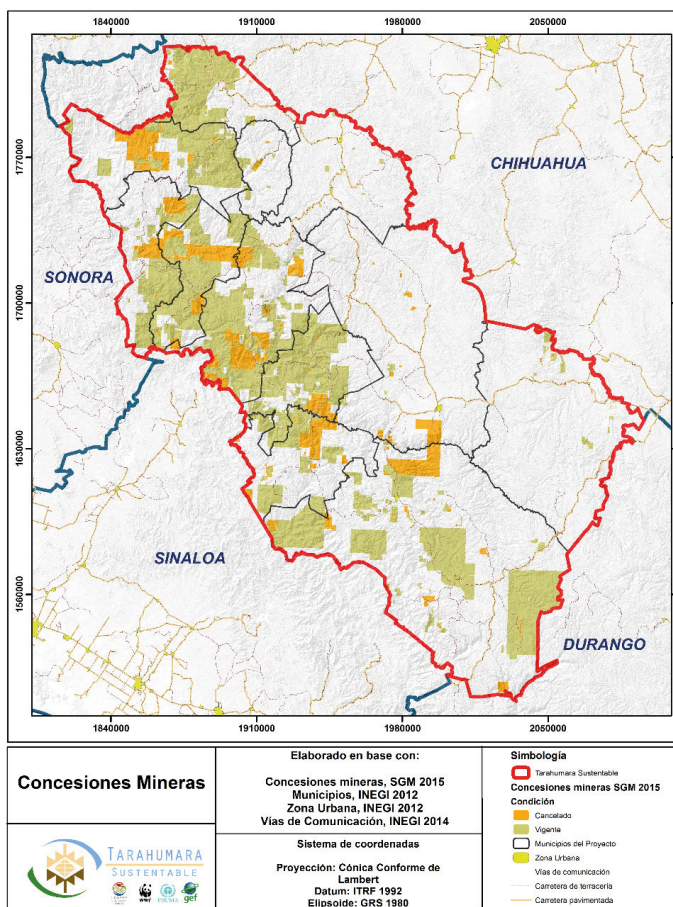 1840000 1910000 1980000 2050000
1770000
CHIHUAHUA
SONORA
1700000
1630000
SINALOA
1560000
DURANGO
1840000 1910000 1980000 2050000
Concesiones Mineras
TARAHUMARA
SUSTENTABLE
WWF
gef
Elaborado en base con:
Concesiones mineras, SGM 2015
Municipios, INEGI 2012
Zona Urbana, INEGI 2012
Vías de Comunicación, INEGI 2014
Sistema de coordenadas
Proyección: Cónica Conforme de
Lambert
Datum: ITRF 1992
Elipsoide: GRS 1980
Simbología
Tarahumara Sustentable
Concesiones mineras SGM 2015
Condición
Cancelado
Vigente
Municipios del Proyecto
Zona Urbana
Vías de comunicación
Carretera de terracería
Carretera pavimentada